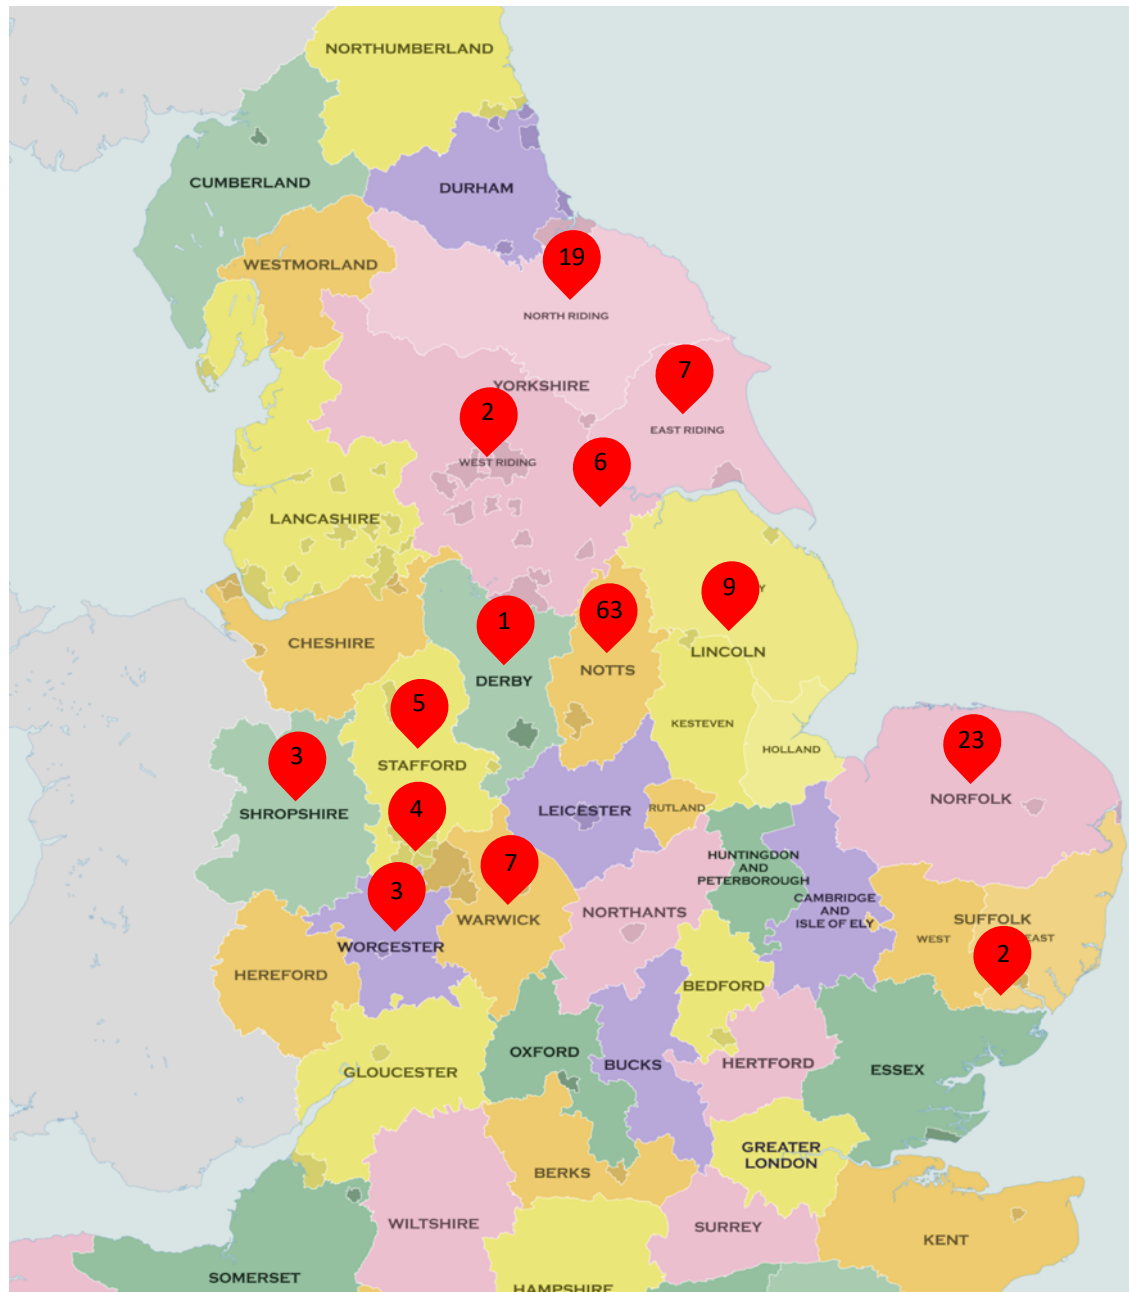 NORTHUMBERLAND
CUMBERLAND
DURHAM
WESTMORLAND
19
NORTH RIDING
7
YORKSHIRE
2
EAST RIDING
WEST RIDING
6
LANCASHIRE
9
1
63
CHESHIRE
LINCOLN
NOTTS
DERBY
5
KESTEVEN
23
3
HOLLAND
STAFFORD
NORFOLK
4
SHROPSHIRE
LEICESTER
RUTLAND
7
HUNTINGDON
AND
PETERBOROUGH
3
CAMBRIDGE
AND
ISLE OF ELY
NORTHANTS
WARWICK
SUFFOLK
WEST
EAST
WORCESTER
2
HEREFORD
BEDFORD
OXFORD
BUCKS
HERTFORD
ESSEX
GLOUCESTER
GREATER
LONDON
BERKS
WILTSHIRE
SURREY
KENT
SOMERSET
HAMPSHIRE